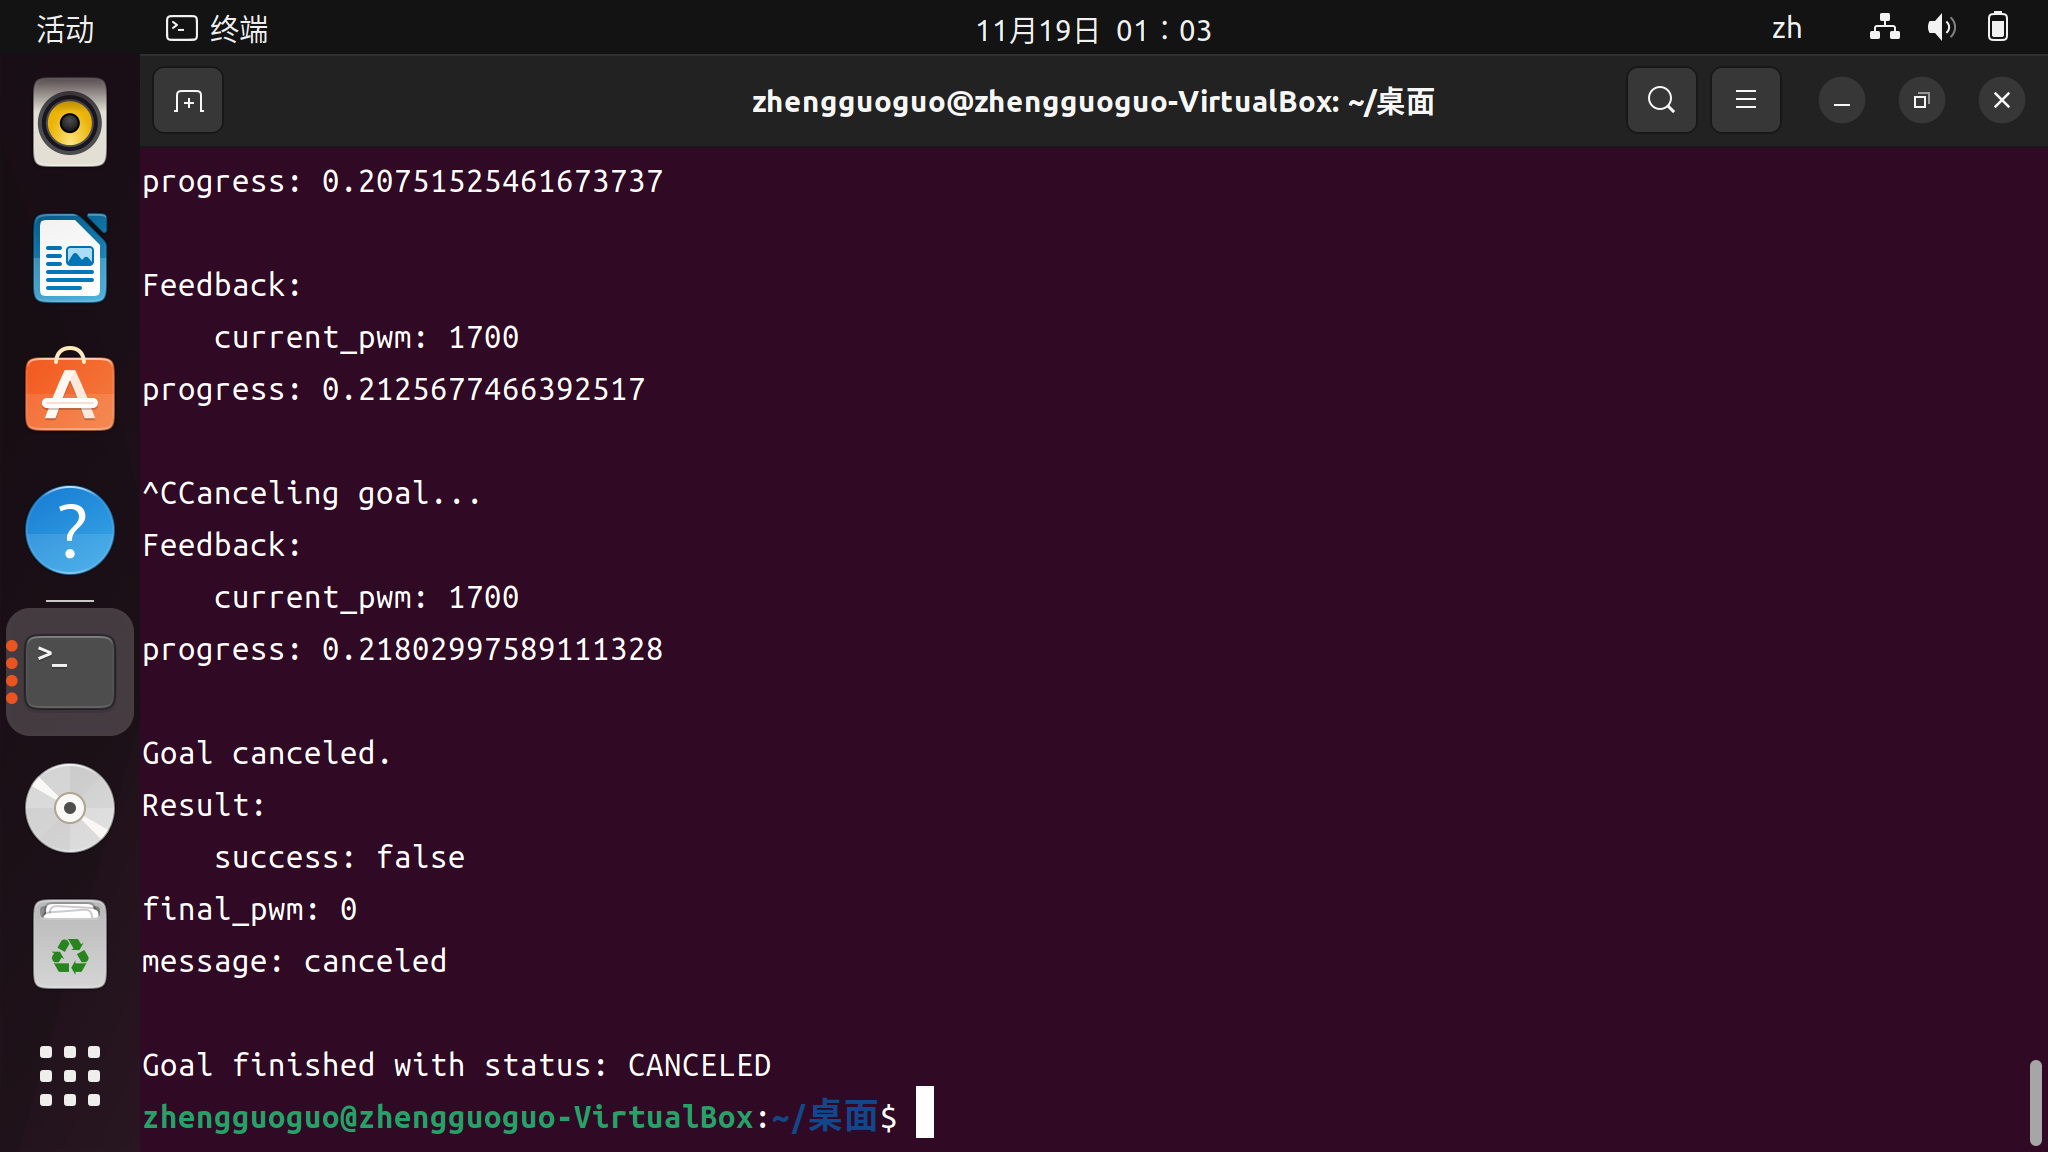 活动
终端
11月19日 01：03
zh
zhengguoguo@zhengguoguo-VirtualBox: ~/桌面
progress: 0.20751525461673737
Feedback:
    current_pwm: 1700
progress: 0.2125677466392517
^CCanceling goal...
Feedback:
    current_pwm: 1700
progress: 0.21802997589111328
Goal canceled.
Result:
    success: false
final_pwm: 0
message: canceled
Goal finished with status: CANCELED
zhengguoguo@zhengguoguo-VirtualBox:~/桌面$